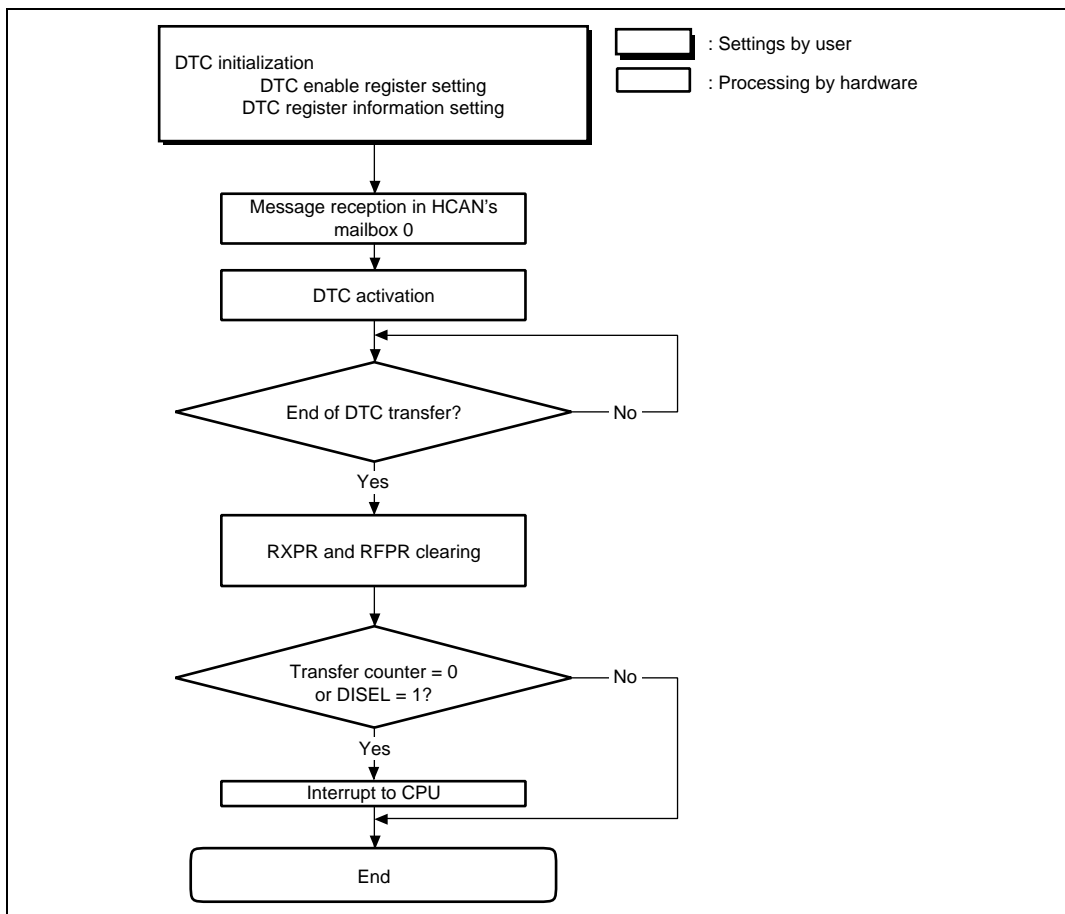 DTC initialization
DTC enable register setting
DTC register information setting
: Settings by user
: Processing by hardware
Message reception in HCAN's
mailbox 0
DTC activation
End of DTC transfer?
No
Yes
RXPR and RFPR clearing
Transfer counter = 0
or DISEL = 1?
No
Yes
Interrupt to CPU
End